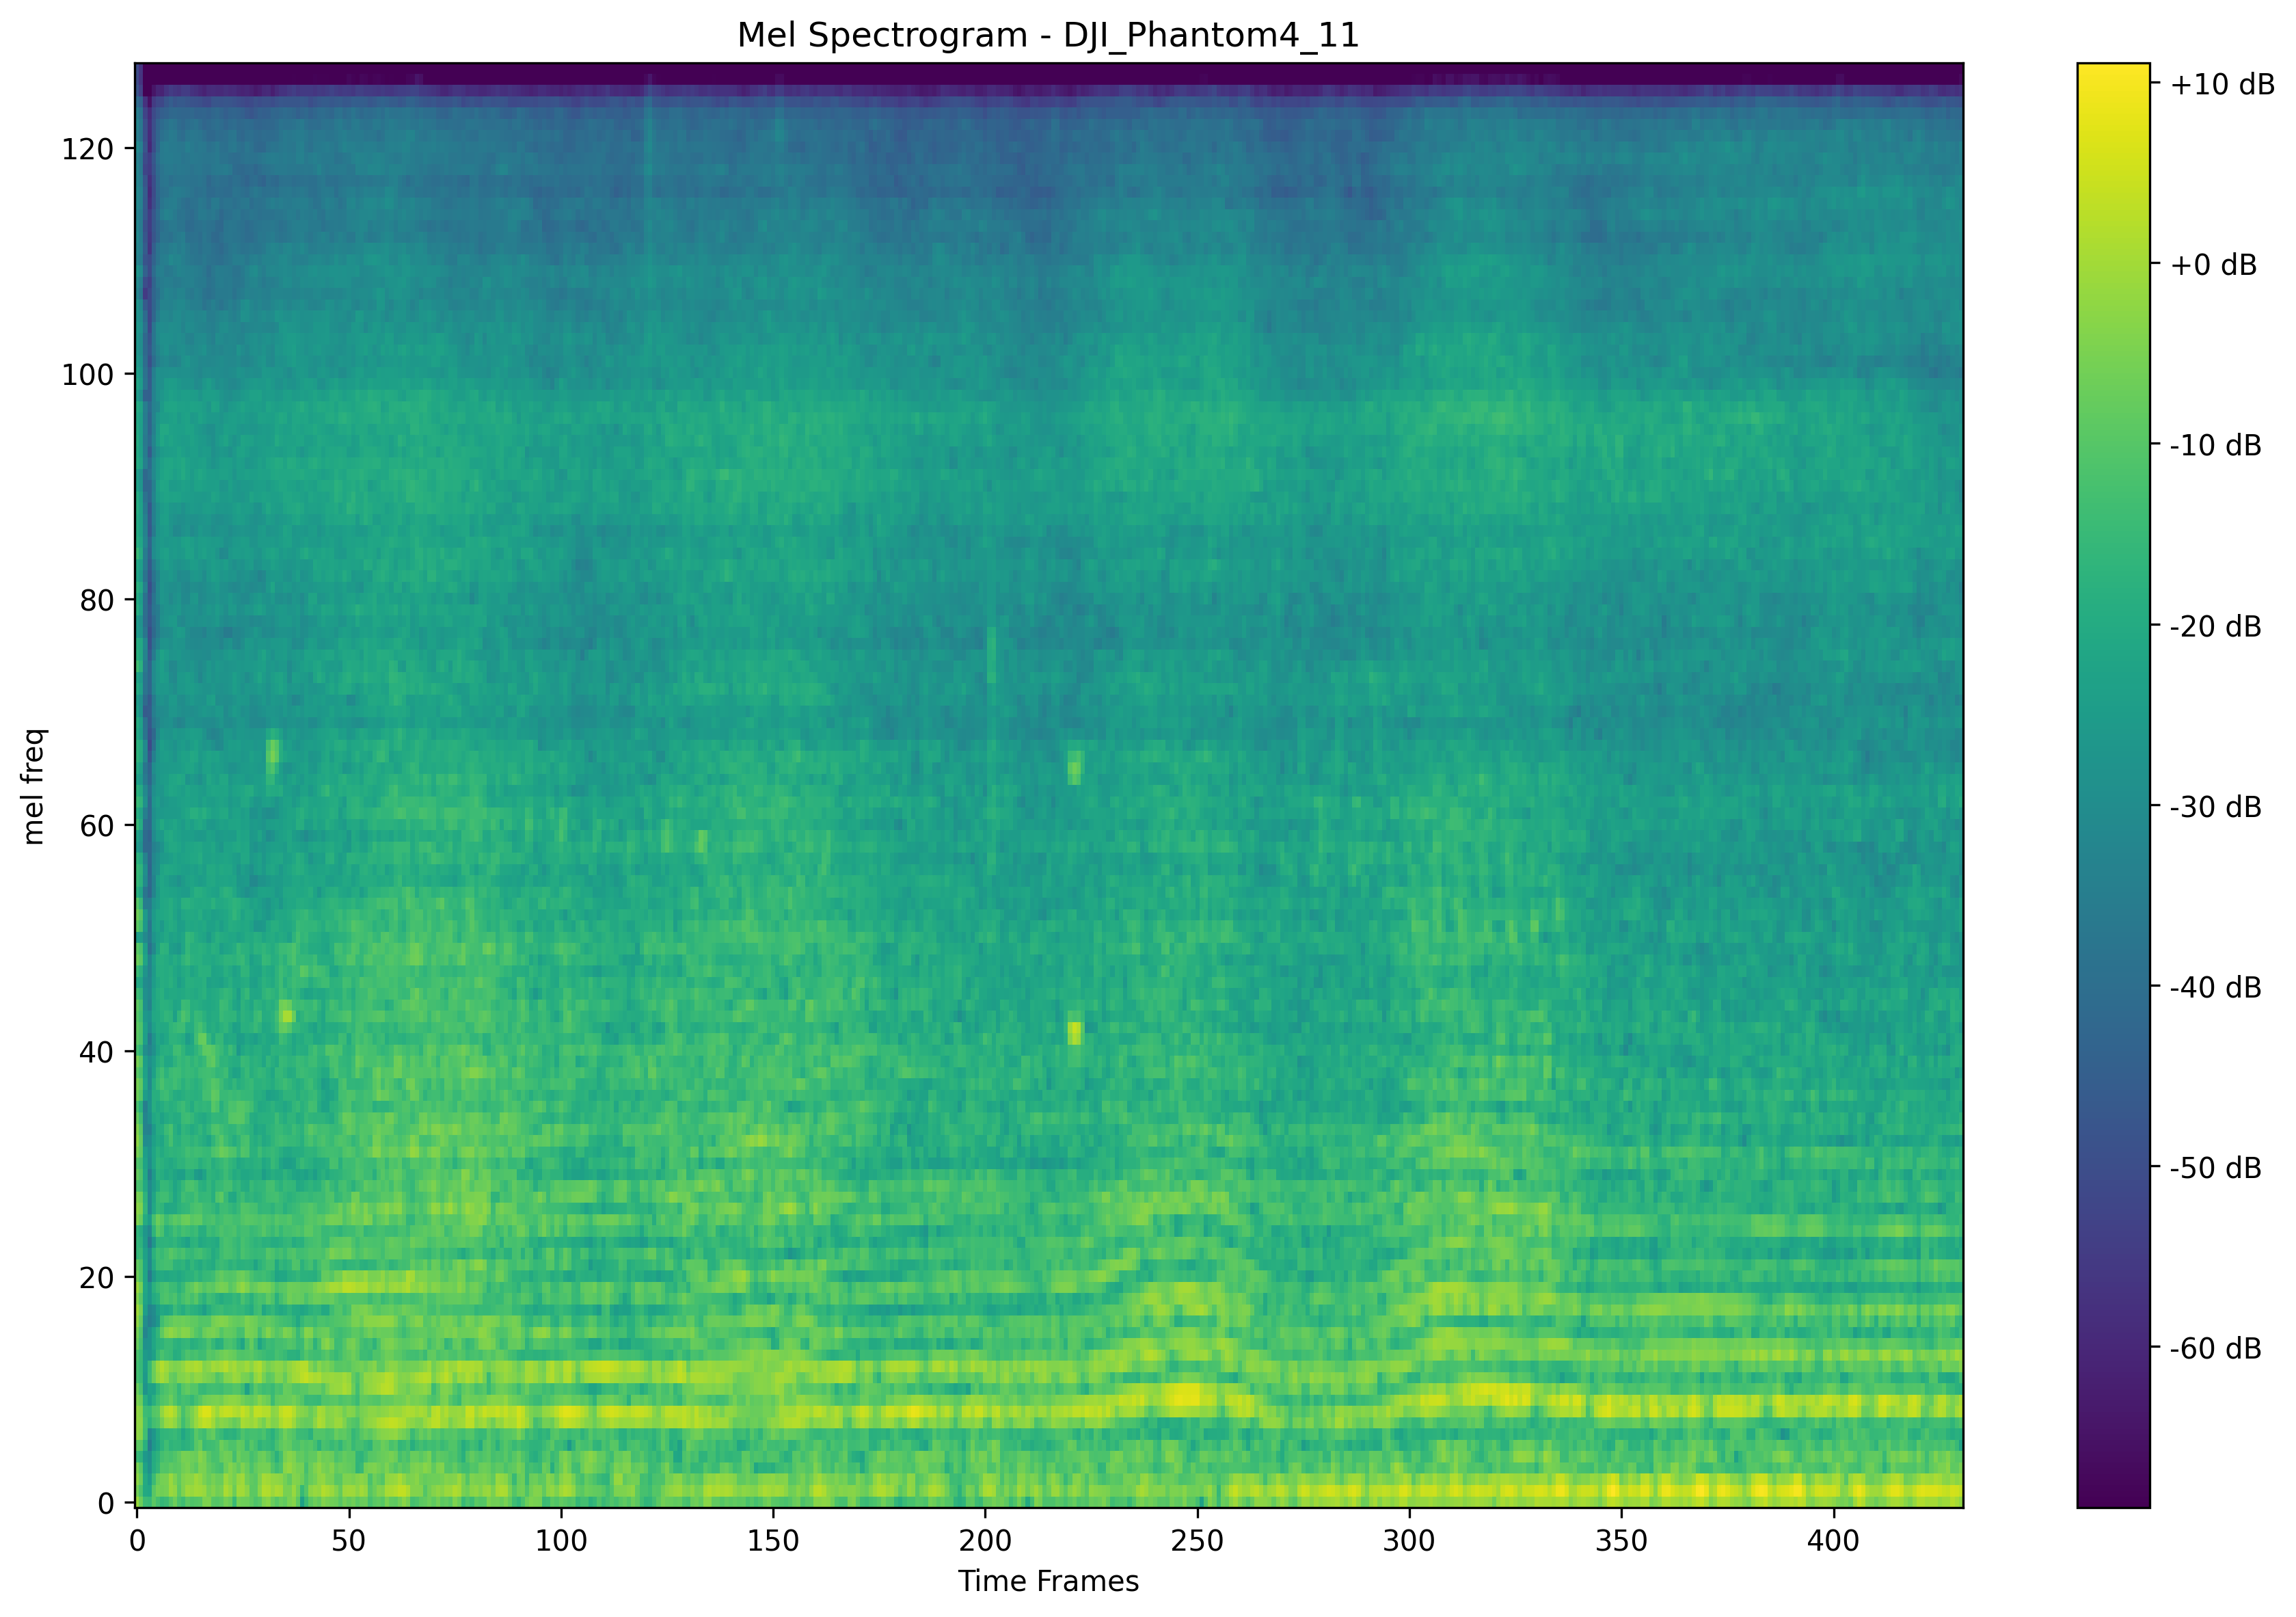 Mel Spectrogram - DJI_Phantom4_11
mel freq
120
100
80
60
40
20
0
0 50 100 150 200 250 300 350 400
Time Frames
+10 dB
+0 dB
-10 dB
-20 dB
-30 dB
-40 dB
-50 dB
-60 dB